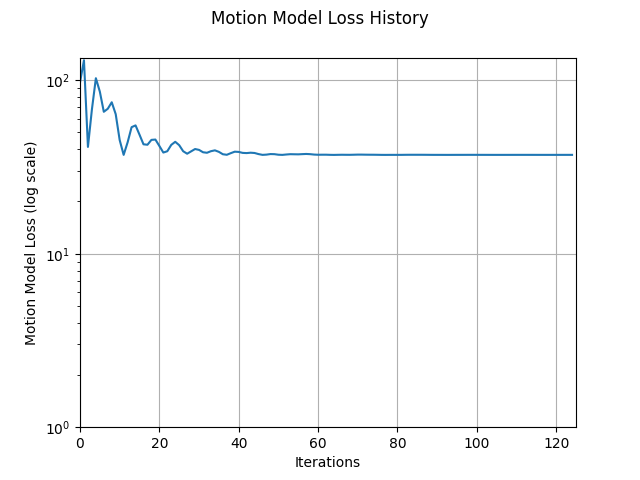 Motion Model Loss History
Motion Model Loss (log scale)
10²
10¹
10⁰
0 20 40 60 80 100 120
Iterations